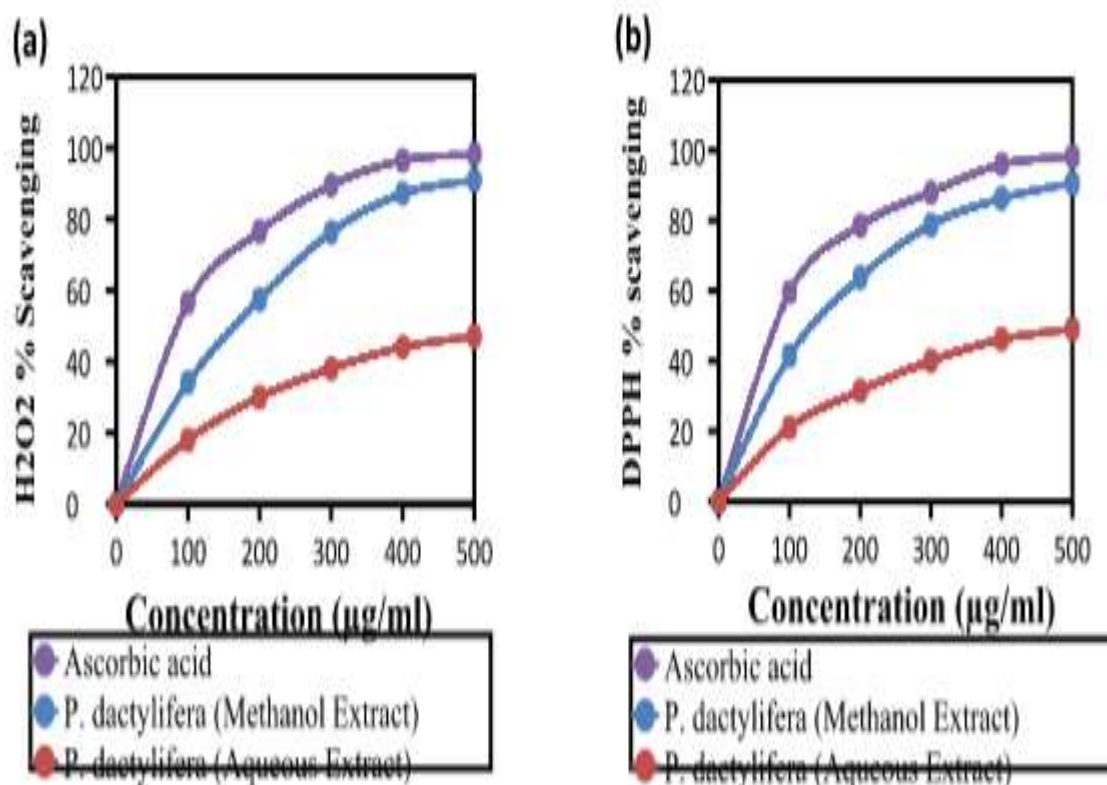 (a)
H2O2 % Scavenging
120
100
80
60
40
20
0
0 100 200 300 400 500
Concentration (µg/ml)
Ascorbic acid
P. dactylifera (Methanol Extract)
P. dactylifera (Aqueous Extract)
(b)
DPPH % scavenging
120
100
80
60
40
20
0
0 100 200 300 400 500
Concentration (µg/ml)
Ascorbic acid
P. dactylifera (Methanol Extract)
P. dactylifera (Aqueous Extract)